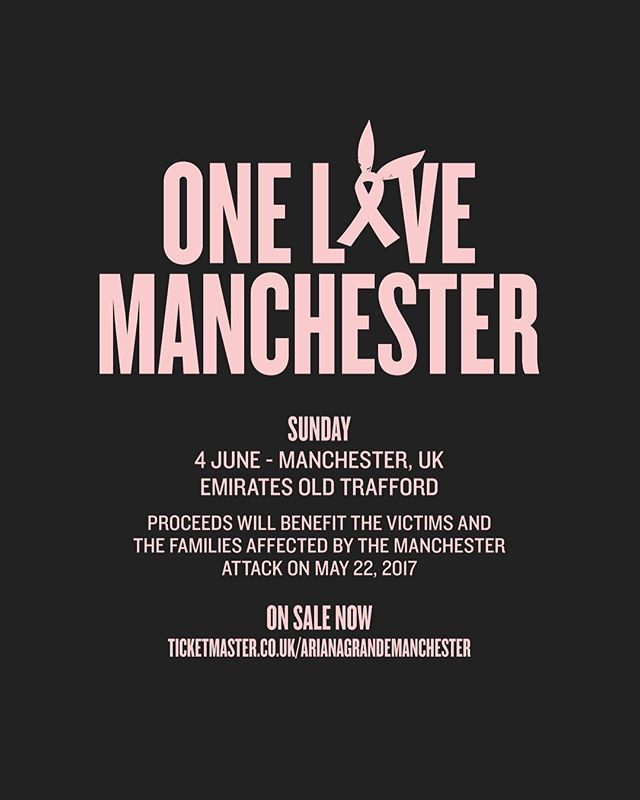 ONE LOVE
MANCHESTER
SUNDAY
4 JUNE - MANCHESTER, UK
EMIRATES OLD TRAFFORD
PROCEEDS WILL BENEFIT THE VICTIMS AND
THE FAMILIES AFFECTED BY THE MANCHESTER
ATTACK ON MAY 22, 2017
ON SALE NOW
TICKETMASTER.CO.UK/ARIANAGRANDEMANCHESTER